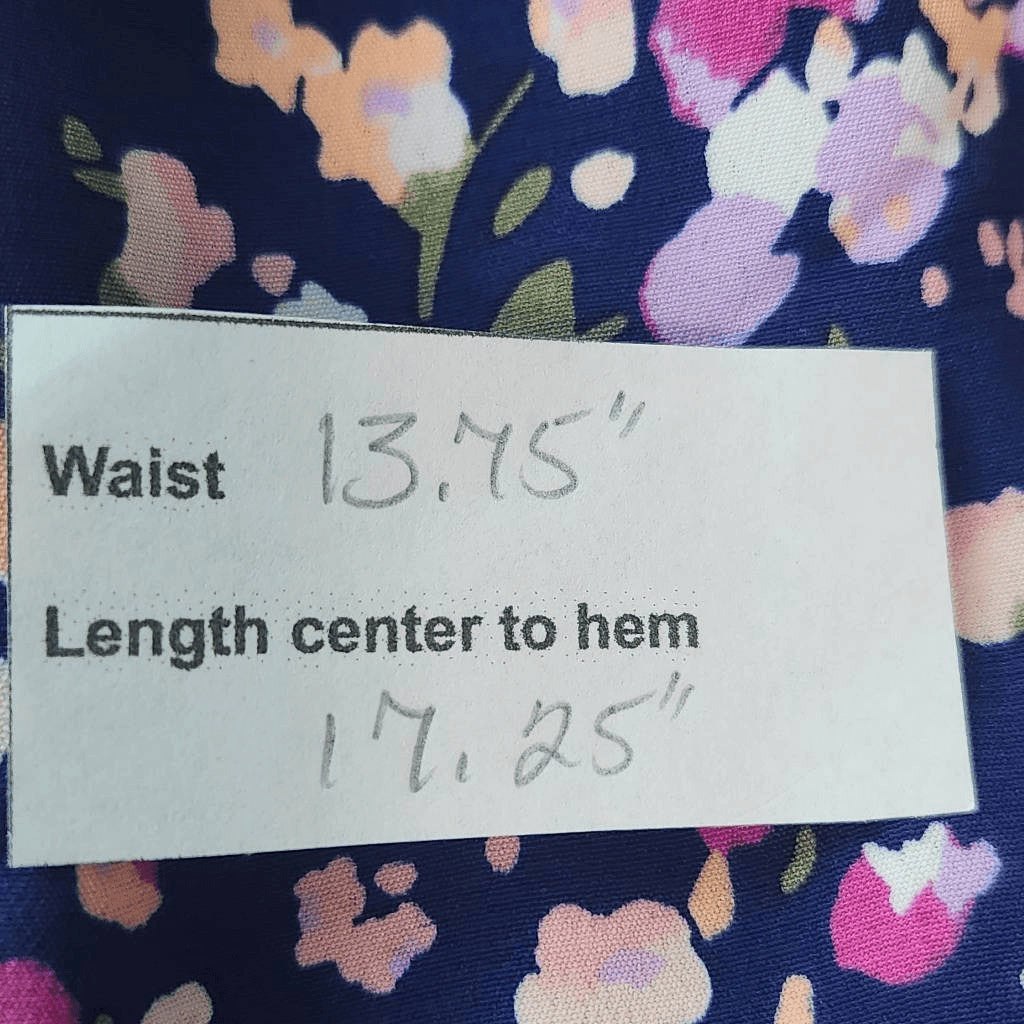 Waist 13.75"
Length center to hem
17.25"